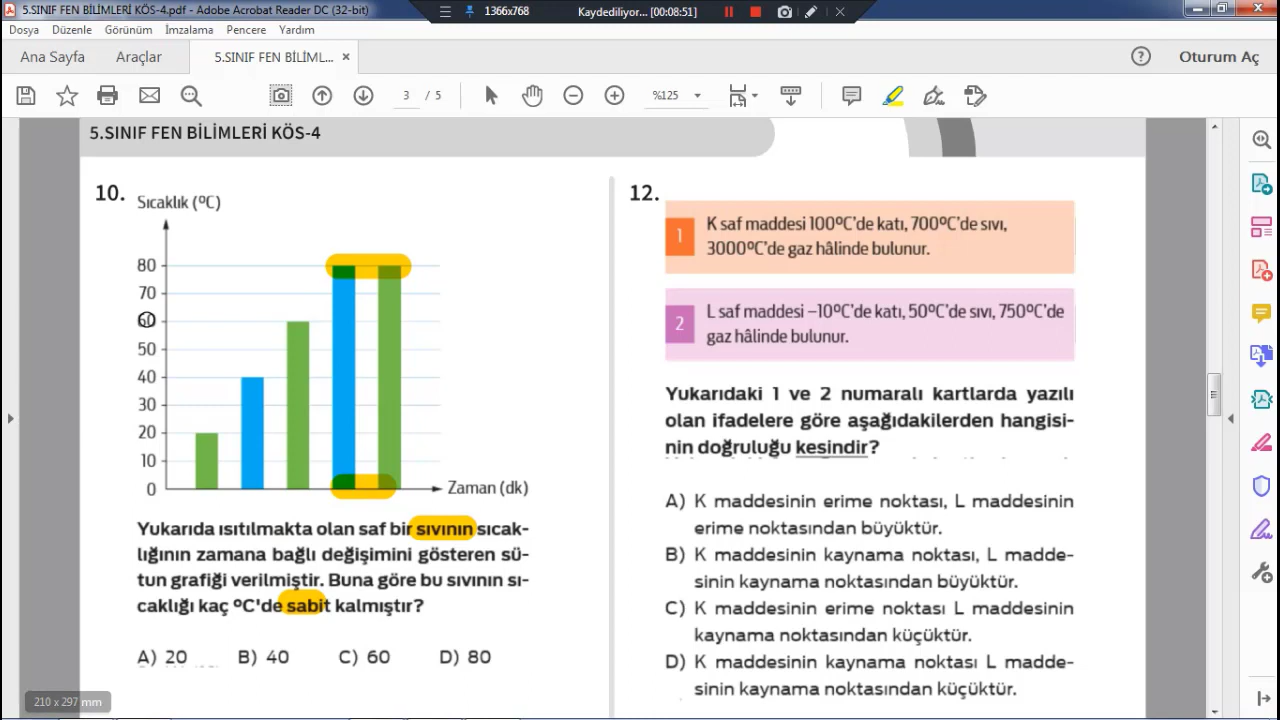 5.SINIF FEN BİLİMLERİ KÖS-4.pdf - Adobe Acrobat Reader DC (32-bit)
1366x768
Kaydediliyor... [00:08:51]
Dosya Düzenle Görünüm İmzalama Pencere Yardım
Ana Sayfa Araçlar 5.SINIF FEN BİLİML... × Oturum Aç
3 / 5 %125
5.SINIF FEN BİLİMLERİ KÖS-4
10.
Sıcaklık (ºC)
80
70
60
50
40
30
20
10
0
Zaman (dk)
Yukarıda ısıtılmakta olan saf bir sıvının sıcak-
lığının zamana bağlı değişimini gösteren sü-
tun grafiği verilmiştir. Buna göre bu sıvının sı-
caklığı kaç ºC'de sabit kalmıştır?
A) 20 B) 40 C) 60 D) 80
12.
1
K saf maddesi 100ºC'de katı, 700ºC'de sıvı,
3000ºC'de gaz hâlinde bulunur.
2
L saf maddesi –10ºC'de katı, 50ºC'de sıvı, 750ºC'de
gaz hâlinde bulunur.
Yukarıdaki 1 ve 2 numaralı kartlarda yazılı
olan ifadelere göre aşağıdakilerden hangisi-
nin doğruluğu kesindir?
A) K maddesinin erime noktası, L maddesinin
erime noktasından büyüktür.
B) K maddesinin kaynama noktası, L madde-
sinin kaynama noktasından büyüktür.
C) K maddesinin erime noktası L maddesinin
kaynama noktasından küçüktür.
D) K maddesinin kaynama noktası L madde-
sinin kaynama noktasından küçüktür.
210 x 297 mm